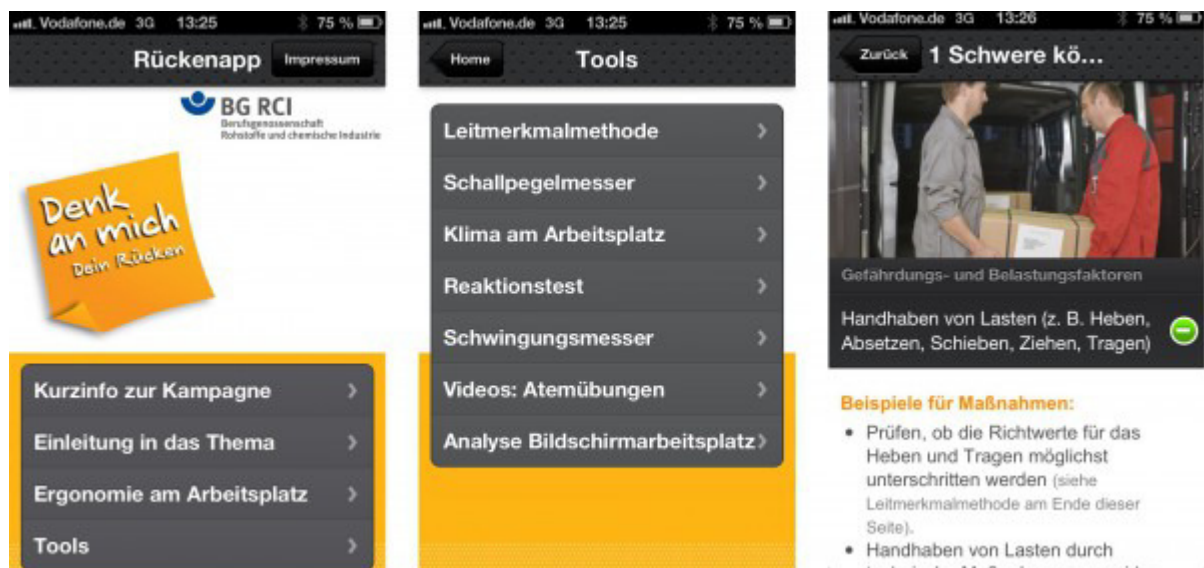 Vodafone.de 3G 13:25 75 %
Rückenapp Impressum
BG RCI
Berufsgenossenschaft
Rohstoffe und chemische Industrie
Denk
an mich
Dein Rücken
Kurzinfo zur Kampagne
Einleitung in das Thema
Ergonomie am Arbeitsplatz
Tools
Vodafone.de 3G 13:25 75 %
Home Tools
Leitmerkmalmethode
Schallpegelmesser
Klima am Arbeitsplatz
Reaktionstest
Schwingungsmesser
Videos: Atemübungen
Analyse Bildschirmarbeitsplatz
Vodafone.de 3G 13:26 75 %
Zurück 1 Schwere kö...
Gefährdungs- und Belastungsfaktoren
Handhaben von Lasten (z. B. Heben,
Absetzen, Schieben, Ziehen, Tragen)
Beispiele für Maßnahmen:
• Prüfen, ob die Richtwerte für das
Heben und Tragen möglichst
unterschritten werden (siehe
Leitmerkmalmethode am Ende dieser
Seite).
• Handhaben von Lasten durch